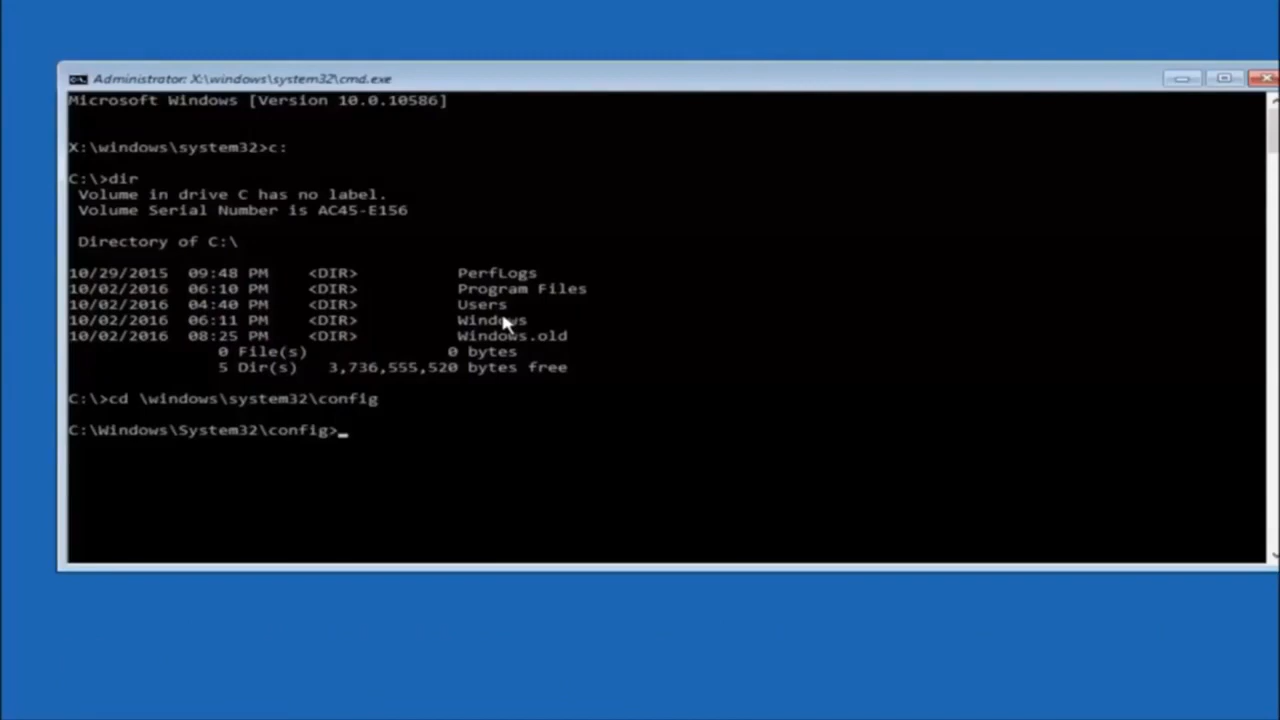 Administrator: X:\windows\system32\cmd.exe
Microsoft Windows [Version 10.0.10586]
X:\windows\system32>c:
C:\>dir
Volume in drive C has no label.
Volume Serial Number is AC45-E156
Directory of C:\
10/29/2015 09:48 PM <DIR> PerfLogs
10/02/2016 06:10 PM <DIR> Program Files
10/02/2016 04:40 PM <DIR> Users
10/02/2016 06:11 PM <DIR> Windows
10/02/2016 08:25 PM <DIR> Windows.old
0 File(s) 0 bytes
5 Dir(s) 3,736,555,520 bytes free
C:\>cd \windows\system32\config
C:\Windows\System32\config>_